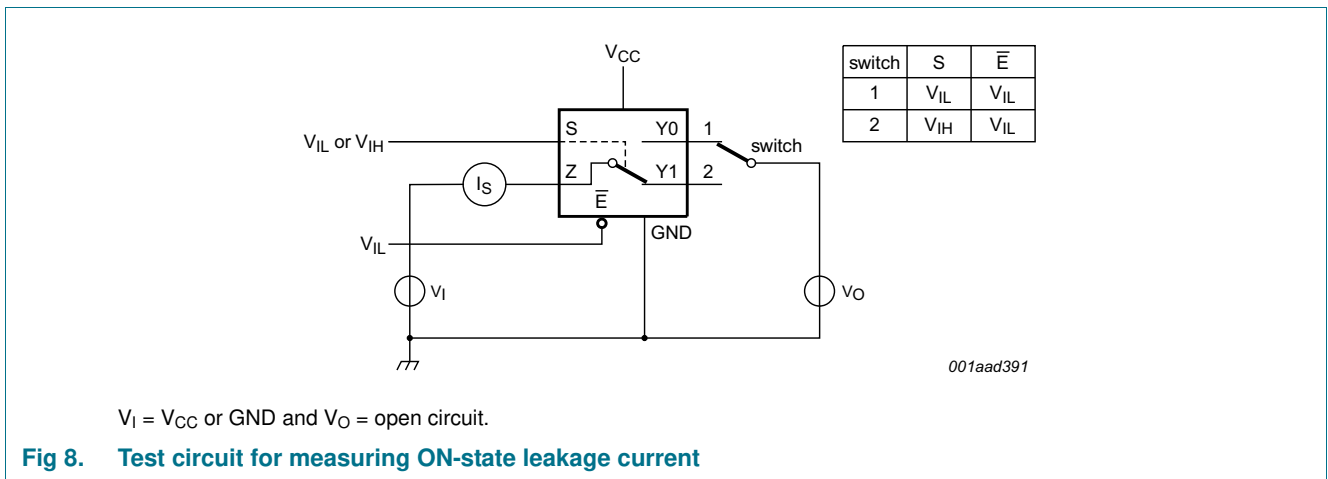 VCC
switch S E̅
1 VIL VIL
2 VIH VIL
VIL or VIH
S Y0 1
switch
Z Y1 2
IS
E̅
GND
VIL
VI
VO
001aad391
VI = VCC or GND and VO = open circuit.
Fig 8. Test circuit for measuring ON-state leakage current